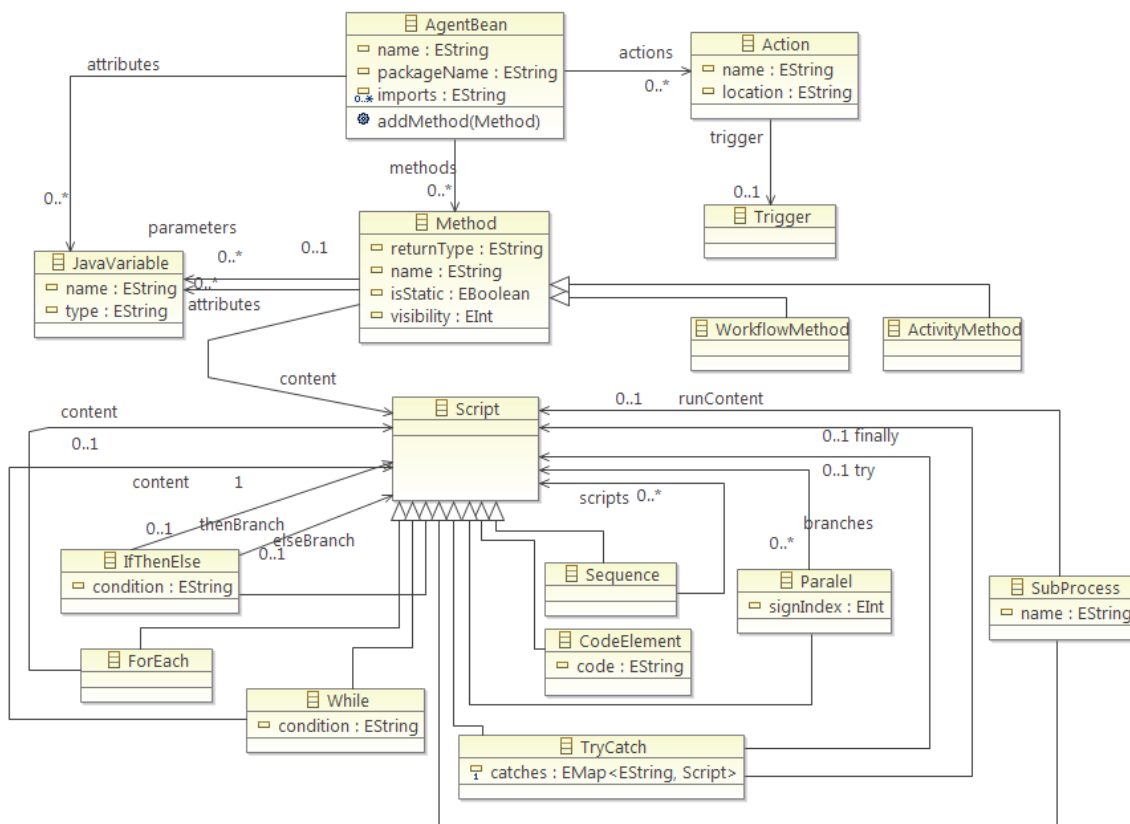 AgentBean
name : EString
packageName : EString
0..* imports : EString
addMethod(Method)
Action
name : EString
location : EString
actions
0..*
attributes
0..*
trigger
0..1
Trigger
methods
0..*
Method
returnType : EString
name : EString
isStatic : EBoolean
visibility : EInt
parameters
0..*
0..1
0..*
attributes
JavaVariable
name : EString
type : EString
WorkflowMethod
ActivityMethod
content
Script
content
0..1
0..1
runContent
0..1 finally
0..1 try
content
1
0..1
thenBranch
elseBranch
0..1
scripts
0..*
branches
0..*
IfThenElse
condition : EString
Sequence
Paralel
signIndex : EInt
SubProcess
name : EString
ForEach
CodeElement
code : EString
While
condition : EString
TryCatch
1 catches : EMap<EString, Script>